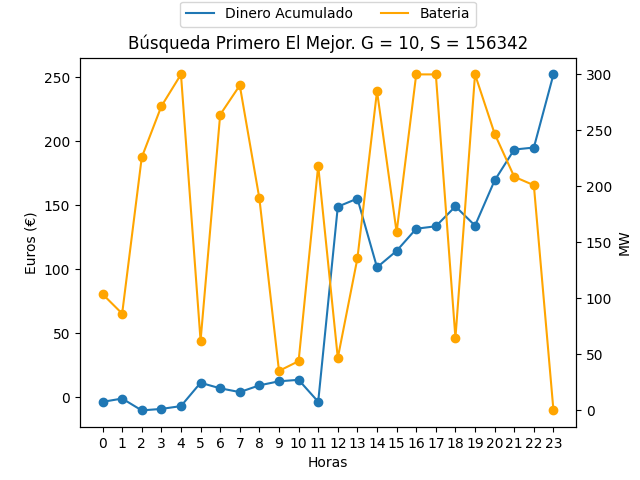 Dinero Acumulado Bateria
Búsqueda Primero El Mejor. G = 10, S = 156342
250
200
150
100
50
0
Euros (€)
300
250
200
150
100
50
0
MW
0 1 2 3 4 5 6 7 8 9 10 11 12 13 14 15 16 17 18 19 20 21 22 23
Horas